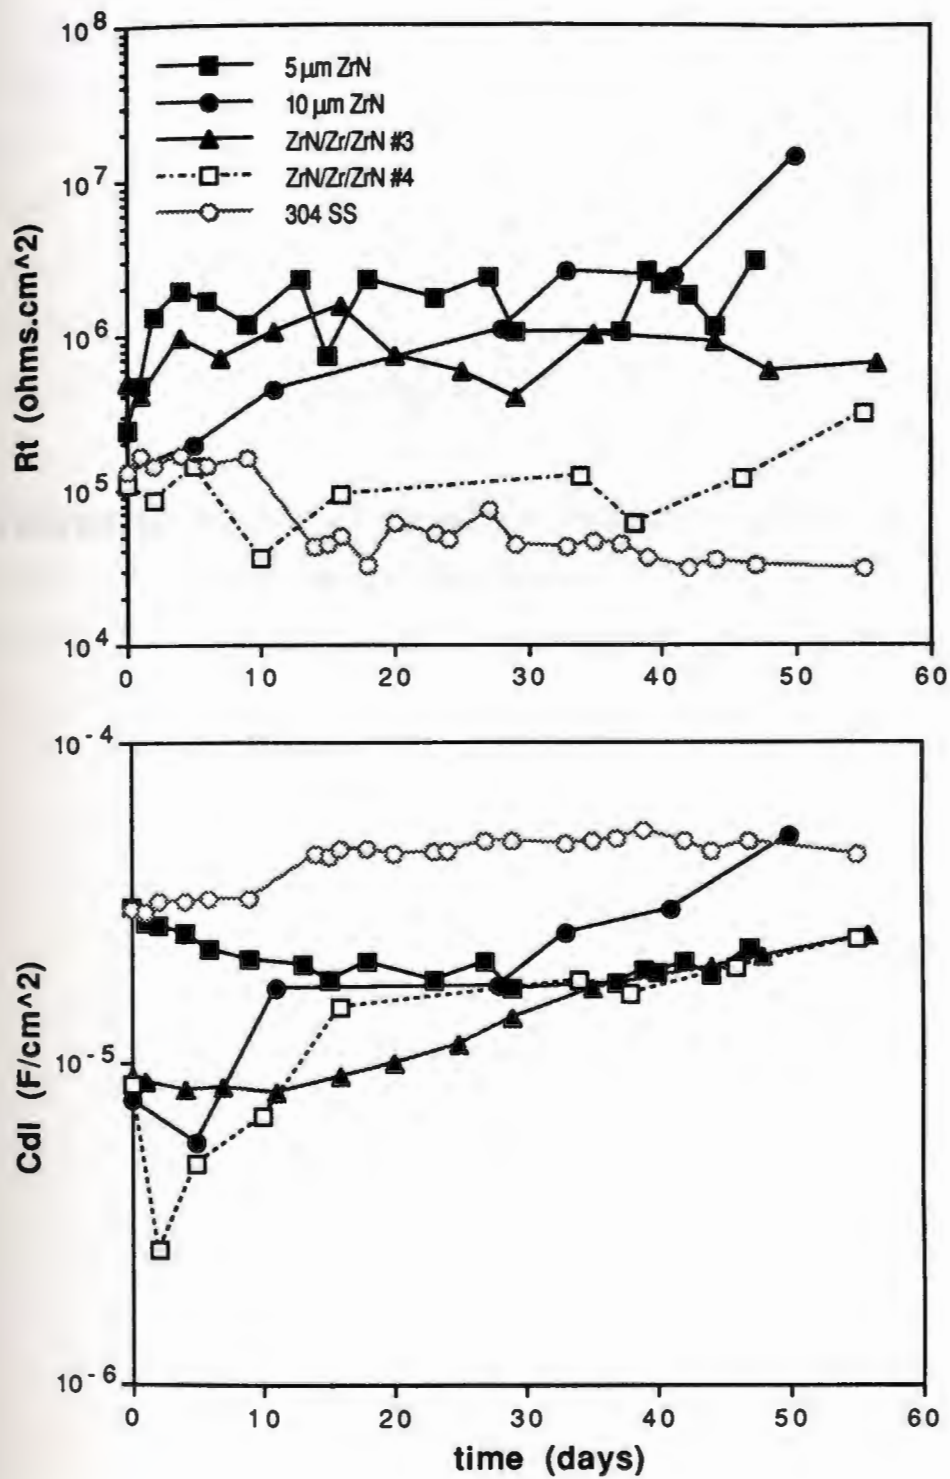 10^8
5 μm ZrN
10 μm ZrN
ZrN/Zr/ZrN #3
10^7
ZrN/Zr/ZrN #4
304 SS
10^6
10^5
10^4
Rt (ohms.cm^2)
0 10 20 30 40 50 60
10^-4
10^-5
10^-6
Cdl (F/cm^2)
0 10 20 30 40 50 60
time (days)